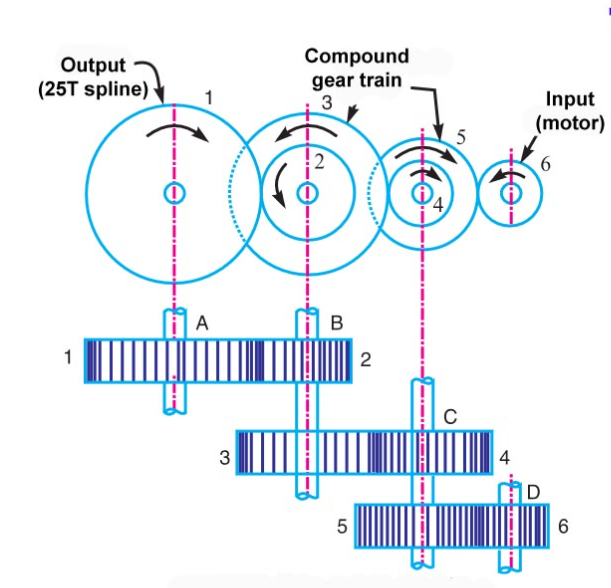 Compound
gear train
Output
(25T spline)
Input
(motor)
1
3
2
5
4
6
A
B
1
2
C
3
4
D
5
6